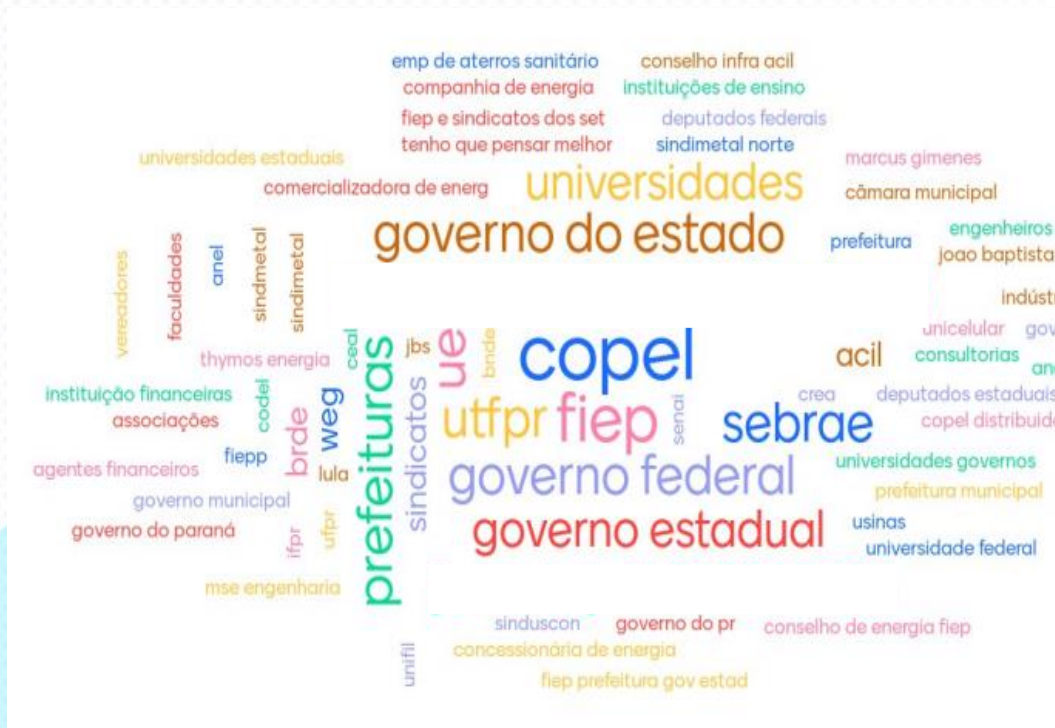 emp de aterros sanitário
conselho infra acil
companhia de energia
instituições de ensino
fiep e sindicatos dos set
deputados federais
tenho que pensar melhor
sindimetal norte
universidades estaduais
marcus gimenes
comercializadora de energ
universidades
câmara municipal
governo do estado
prefeitura
engenheiros
joao baptista
vereadores
faculdades
anel
sindmetal
sindimetal
indúst
unicelular
gov
thymos energia
ceal
prefeituras
jbs
ue
bnde
copel
acil
consultorias
instituição financeiras
codel
brde
weg
sindicatos
utfpr
fiep
senai
sebrae
crea
deputados estaduais
associações
copel distribuid
fiepp
agentes financeiros
lula
governo federal
universidades governos
governo municipal
prefeitura municipal
governo do paraná
ifpr
ufpr
governo estadual
usinas
universidade federal
mse engenharia
sinduscon
governo do pr
conselho de energia fiep
unifil
concessionária de energia
fiep prefeitura gov estad